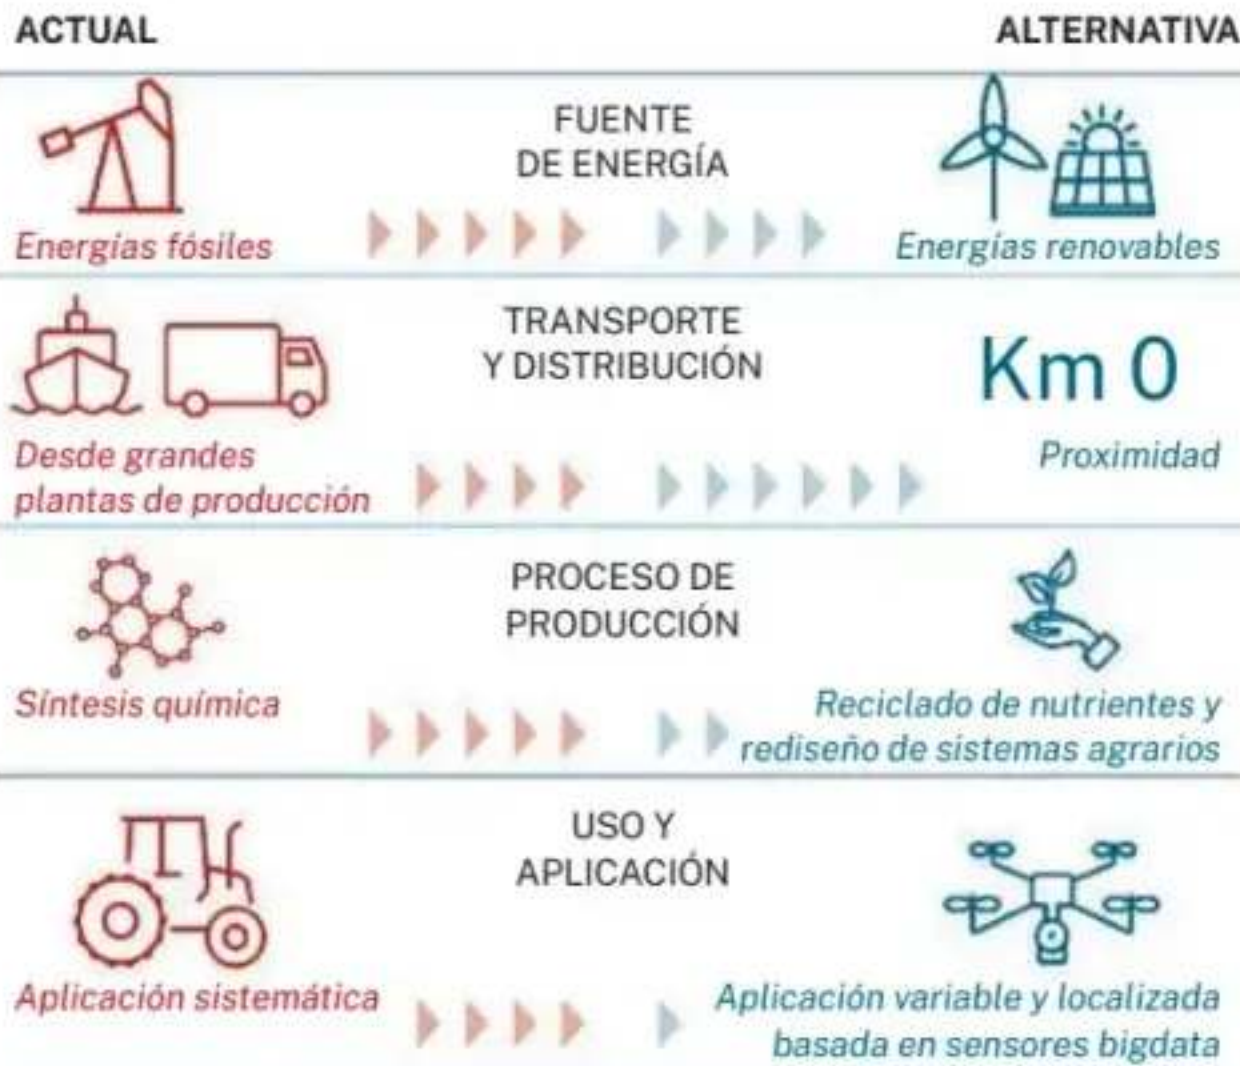 ACTUAL
ALTERNATIVA
FUENTE
DE ENERGÍA
Energías fósiles
Energías renovables
TRANSPORTE
Y DISTRIBUCIÓN
Km 0
Desde grandes
plantas de producción
Proximidad
PROCESO DE
PRODUCCIÓN
Síntesis química
Reciclado de nutrientes y
rediseño de sistemas agrarios
USO Y
APLICACIÓN
Aplicación sistemática
Aplicación variable y localizada
basada en sensores bigdata